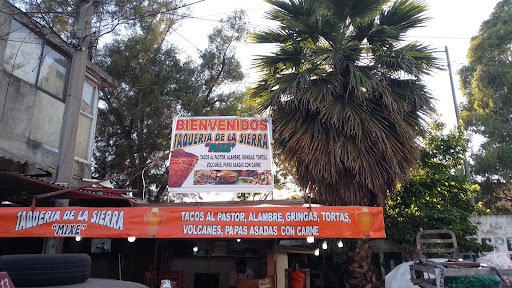 BIENVENIDOS
TAQUERIA DE LA SIERRA
"MIXE"
TACOS AL PASTOR, ALAMBRE, GRINGAS, TORTAS,
VOLCANES, PAPAS ASADAS CON CARNE
TAQUERIA DE LA SIERRA
"MIXE"
TACOS AL PASTOR, ALAMBRE, GRINGAS, TORTAS,
VOLCANES, PAPAS ASADAS CON CARNE